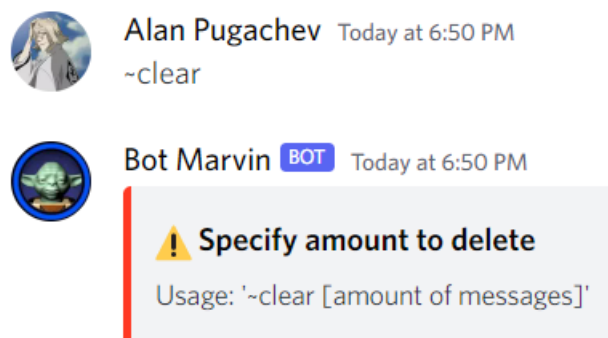 Alan Pugachev Today at 6:50 PM
~clear
Bot Marvin BOT Today at 6:50 PM
Specify amount to delete
Usage: '~clear [amount of messages]'